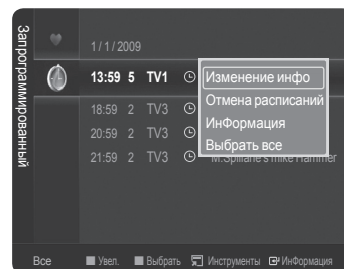 Запрограммированный
1 / 1 / 2009
13:59 5 TV1
18:59 2 TV3
20:59 2 TV3
21:59 2 TV3
Изменение инфо
Отмена расписаний
ИнФормация
Выбрать все
M.Spillane's mike Hammer
Все Увел. Выбрать Инструменты ИнФормация